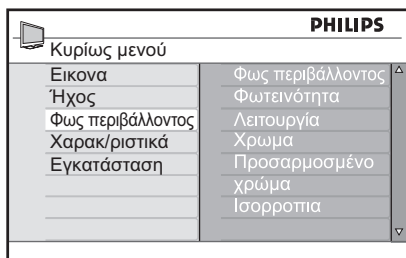 PHILIPS
Κυρίως μενού
Εικονα
Ήχος
Φως περιβάλλοντος
Χαρακ/ριστικά
Εγκατάσταση
Φως περιβάλλοντος
Φωτεινότητα
Λειτουργία
Χρωμα
Προσαρμοσμένο
χρώμα
Ισορροπια